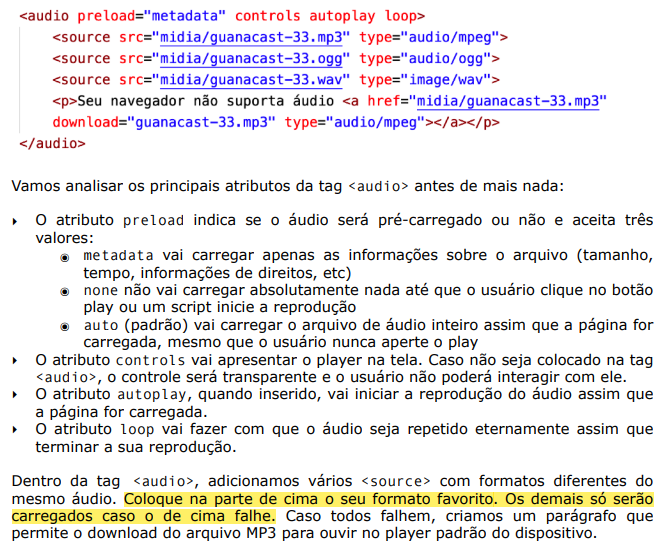 <audio preload="metadata" controls autoplay loop>
<source src="midia/guanacast-33.mp3" type="audio/mpeg">
<source src="midia/guanacast-33.ogg" type="audio/ogg">
<source src="midia/guanacast-33.wav" type="image/wav">
<p>Seu navegador não suporta áudio <a href="midia/guanacast-33.mp3"
download="guanacast-33.mp3" type="audio/mpeg"></a></p>
</audio>
Vamos analisar os principais atributos da tag <audio> antes de mais nada:
‣ O atributo preload indica se o áudio será pré-carregado ou não e aceita três
valores:
◉ metadata vai carregar apenas as informações sobre o arquivo (tamanho,
tempo, informações de direitos, etc)
◉ none não vai carregar absolutamente nada até que o usuário clique no botão
play ou um script inicie a reprodução
◉ auto (padrão) vai carregar o arquivo de áudio inteiro assim que a página for
carregada, mesmo que o usuário nunca aperte o play
‣ O atributo controls vai apresentar o player na tela. Caso não seja colocado na tag
<audio>, o controle será transparente e o usuário não poderá interagir com ele.
‣ O atributo autoplay, quando inserido, vai iniciar a reprodução do áudio assim que
a página for carregada.
‣ O atributo loop vai fazer com que o áudio seja repetido eternamente assim que
terminar a sua reprodução.
Dentro da tag <audio>, adicionamos vários <source> com formatos diferentes do
mesmo áudio. Coloque na parte de cima o seu formato favorito. Os demais só serão
carregados caso o de cima falhe. Caso todos falhem, criamos um parágrafo que
permite o download do arquivo MP3 para ouvir no player padrão do dispositivo.